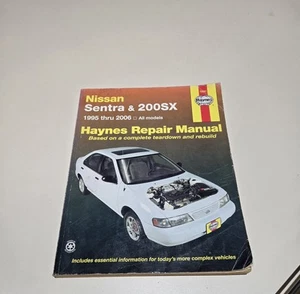 Nissan
Sentra & 200SX
1995 thru 2006 □ All models
Haynes Repair Manual
Based on a complete teardown and rebuild
Haynes
Includes essential information for today's more complex vehicles